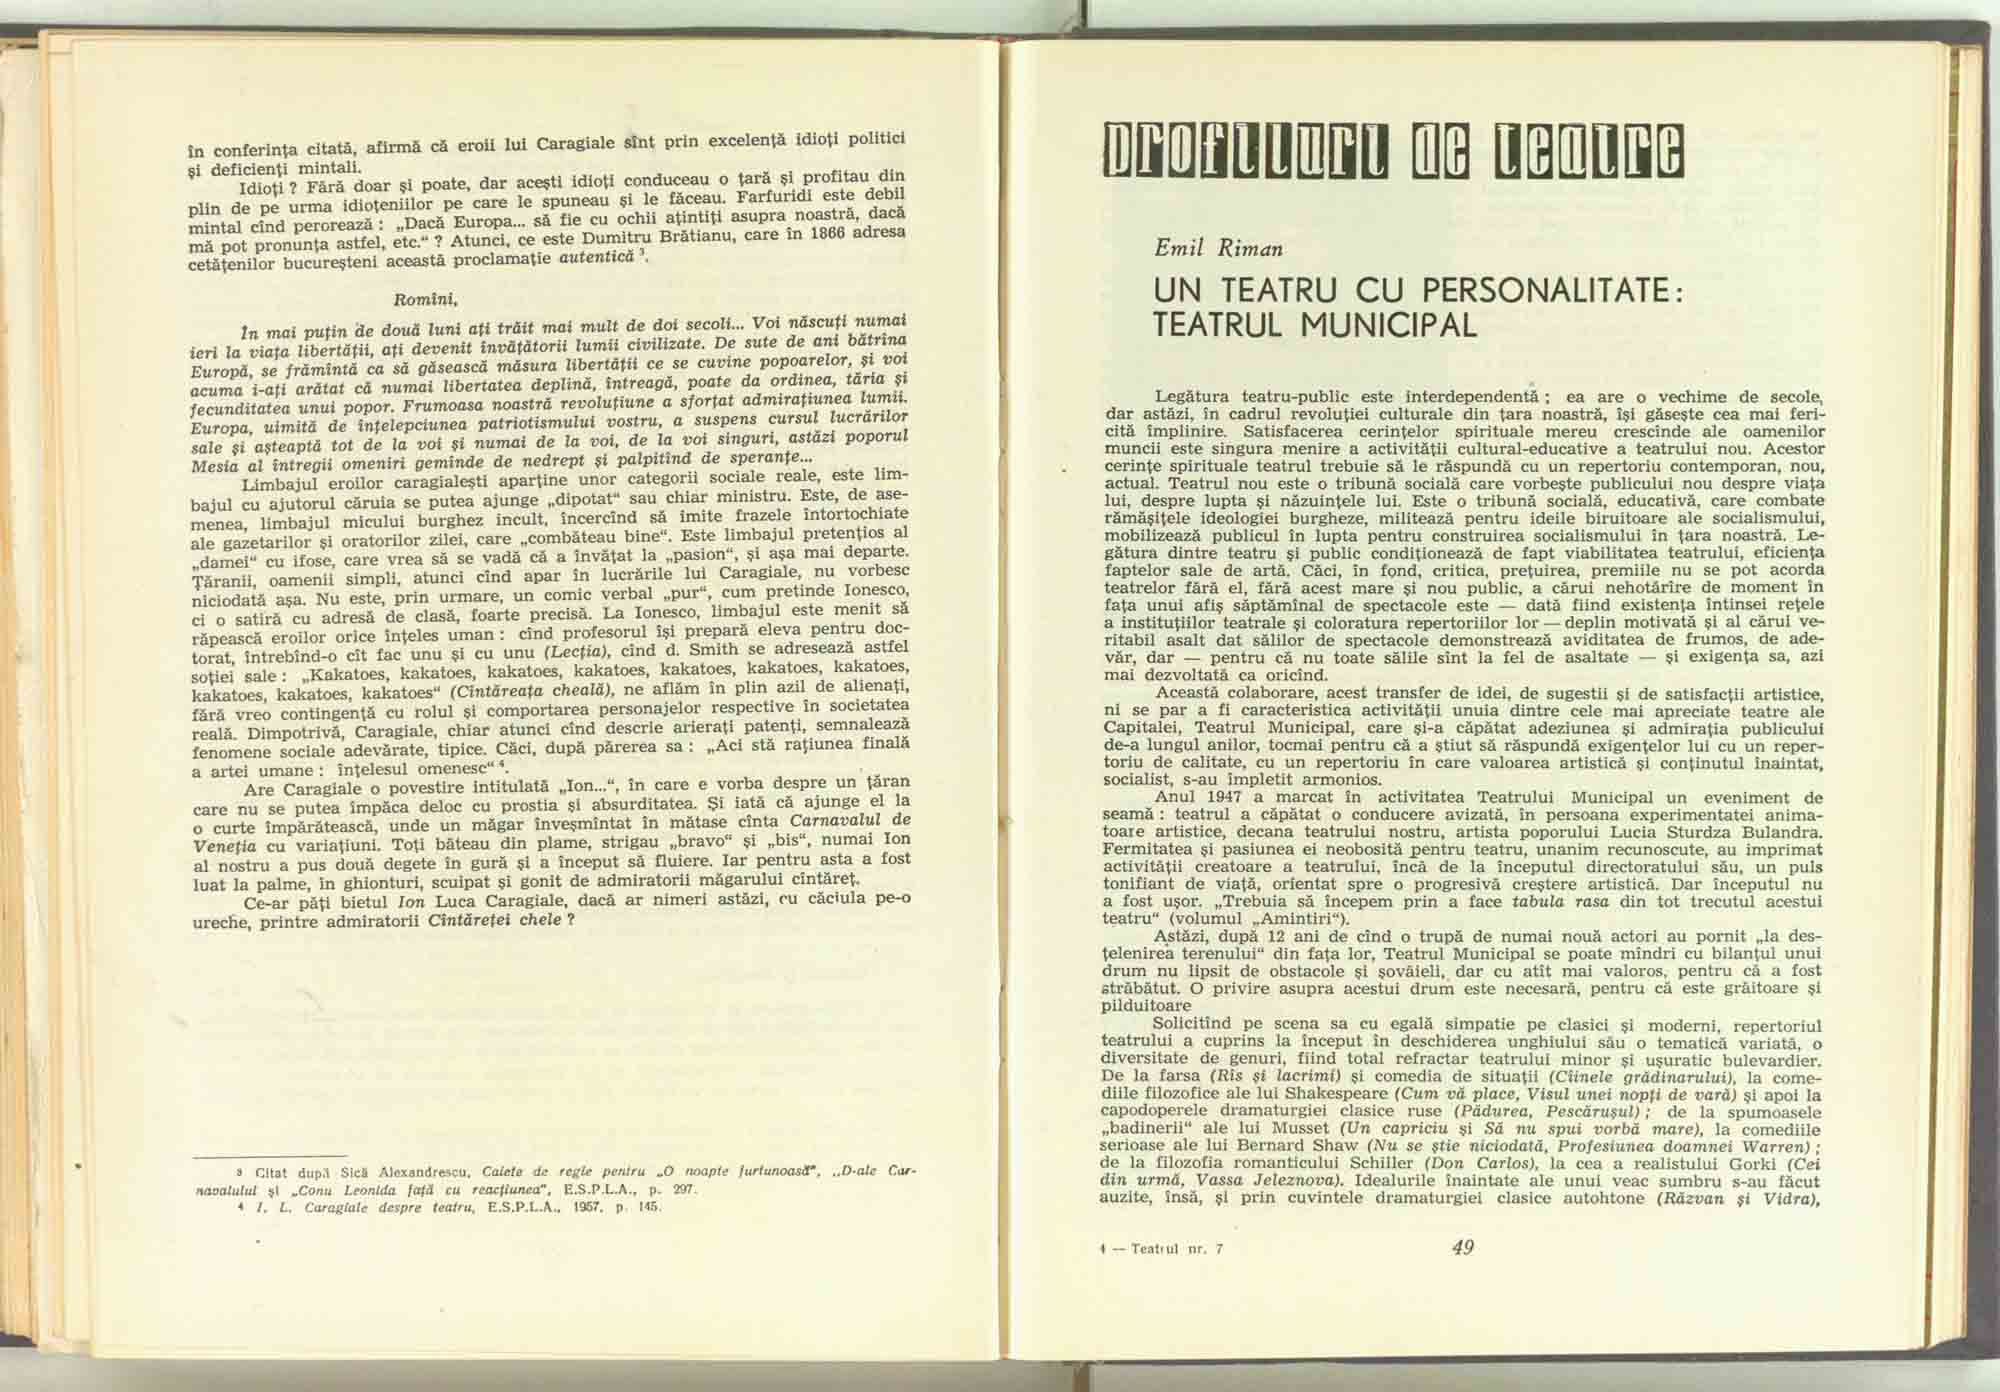 în conferința citată, afirmă că eroii lui Caragiale sînt prin excelență idioți politici
și deficienți mintali.
Idioți ? Fără doar și poate, dar acești idioți conduceau o țară și profitau din
plin de pe urma idioțeniilor pe care le spuneau și le făceau. Farfuridi este debil
mintal cînd perorează : „Dacă Europa... să fie cu ochii ațintiți asupra noastră, dacă
mă pot pronunța astfel, etc.“ ? Atunci, ce este Dumitru Brătianu, care în 1866 adresa
cetățenilor bucureșteni această proclamație autentică ³.
Romîni,
În mai puțin de două luni ați trăit mai mult de doi secoli... Voi născuți numai
ieri la viața libertății, ați devenit învățătorii lumii civilizate. De sute de ani bătrîna
Europă, se frămîntă ca să găsească măsura libertății ce se cuvine popoarelor, și voi
acuma i-ați arătat că numai libertatea deplină, întreagă, poate da ordinea, tăria și
fecunditatea unui popor. Frumoasa noastră revoluțiune a sforțat admirațiunea lumii.
Europa, uimită de înțelepciunea patriotismului vostru, a suspens cursul lucrărilor
sale și așteaptă tot de la voi și numai de la voi, de la voi singuri, astăzi poporul
Mesia al întregii omeniri gemînde de nedrept și palpitînd de speranțe...
Limbajul eroilor caragialești aparține unor categorii sociale reale, este lim-
bajul cu ajutorul căruia se putea ajunge „dipotat“ sau chiar ministru. Este, de ase-
menea, limbajul micului burghez incult, încercînd să imite frazele întortochiate
ale gazetarilor și oratorilor zilei, care „combăteau bine“. Este limbajul pretențios al
„damei“ cu ifose, care vrea să se vadă că a învățat la „pasion“, și așa mai departe.
Țăranii, oamenii simpli, atunci cînd apar în lucrările lui Caragiale, nu vorbesc
niciodată așa. Nu este, prin urmare, un comic verbal „pur“, cum pretinde Ionesco,
ci o satiră cu adresă de clasă, foarte precisă. La Ionesco, limbajul este menit să
răpească eroilor orice înțeles uman : cînd profesorul își prepară eleva pentru doc-
torat, întrebînd-o cît fac unu și cu unu (Lecția), cînd d. Smith se adresează astfel
soției sale : „Kakatoes, kakatoes, kakatoes, kakatoes, kakatoes, kakatoes, kakatoes,
kakatoes, kakatoes, kakatoes“ (Cîntăreața cheală), ne aflăm în plin azil de alienați,
fără vreo contingență cu rolul și comportarea personajelor respective în societatea
reală. Dimpotrivă, Caragiale, chiar atunci cînd descrie arierați patenți, semnalează
fenomene sociale adevărate, tipice. Căci, după părerea sa : „Aci stă rațiunea finală
a artei umane : înțelesul omenesc“ ⁴.
Are Caragiale o povestire intitulată „Ion...“, în care e vorba despre un țăran
care nu se putea împăca deloc cu prostia și absurditatea. Și iată că ajunge el la
o curte împărătească, unde un măgar înveșmîntat în mătase cînta Carnavalul de
Veneția cu variațiuni. Toți băteau din plame, strigau „bravo“ și „bis“, numai Ion
al nostru a pus două degete în gură și a început să fluiere. Iar pentru asta a fost
luat la palme, în ghionturi, scuipat și gonit de admiratorii măgarului cîntăreț.
Ce-ar păți bietul Ion Luca Caragiale, dacă ar nimeri astăzi, cu căciula pe-o
ureche, printre admiratorii Cîntăreței chele ?
³ Citat după Sică Alexandrescu, Caiete de regie pentru „O noapte furtunoasă“, „D-ale Car-
navalului și „Conu Leonida față cu reacțiunea“, E.S.P.L.A., p. 297.
⁴ I. L. Caragiale despre teatru, E.S.P.L.A., 1957, p. 145.
profiluri de teatre
Emil Riman
UN TEATRU CU PERSONALITATE:
TEATRUL MUNICIPAL
Legătura teatru-public este interdependentă ; ea are o vechime de secole,
dar astăzi, în cadrul revoluției culturale din țara noastră, își găsește cea mai feri-
cită împlinire. Satisfacerea cerințelor spirituale mereu crescînde ale oamenilor
muncii este singura menire a activității cultural-educative a teatrului nou. Acestor
cerințe spirituale teatrul trebuie să le răspundă cu un repertoriu contemporan, nou,
actual. Teatrul nou este o tribună socială care vorbește publicului nou despre viața
lui, despre lupta și năzuințele lui. Este o tribună socială, educativă, care combate
rămășițele ideologiei burgheze, militează pentru ideile biruitoare ale socialismului,
mobilizează publicul în lupta pentru construirea socialismului în țara noastră. Le-
gătura dintre teatru și public condiționează de fapt viabilitatea teatrului, eficiența
faptelor sale de artă. Căci, în fond, critica, prețuirea, premiile nu se pot acorda
teatrelor fără el, fără acest mare și nou public, a cărui nehotărîre de moment în
fața unui afiș săptămînal de spectacole este — dată fiind existența întinsei rețele
a instituțiilor teatrale și coloratura repertoriilor lor — deplin motivată și al cărui ve-
ritabil asalt dat sălilor de spectacole demonstrează aviditatea de frumos, de ade-
văr, dar — pentru că nu toate sălile sînt la fel de asaltate — și exigența sa, azi
mai dezvoltată ca oricînd.
Această colaborare, acest transfer de idei, de sugestii și de satisfacții artistice,
ni se par a fi caracteristica activității unuia dintre cele mai apreciate teatre ale
Capitalei, Teatrul Municipal, care și-a căpătat adeziunea și admirația publicului
de-a lungul anilor, tocmai pentru că a știut să răspundă exigențelor lui cu un reper-
toriu de calitate, cu un repertoriu în care valoarea artistică și conținutul înaintat,
socialist, s-au împletit armonios.
Anul 1947 a marcat în activitatea Teatrului Municipal un eveniment de
seamă : teatrul a căpătat o conducere avizată, în persoana experimentatei anima-
toare artistice, decana teatrului nostru, artista poporului Lucia Sturdza Bulandra.
Fermitatea și pasiunea ei neobosită pentru teatru, unanim recunoscute, au imprimat
activității creatoare a teatrului, încă de la începutul directoratului său, un puls
tonifiant de viață, orientat spre o progresivă creștere artistică. Dar începutul nu
a fost ușor. „Trebuia să începem prin a face tabula rasa din tot trecutul acestui
teatru“ (volumul „Amintiri“).
Astăzi, după 12 ani de cînd o trupă de numai nouă actori au pornit „la des-
țelenirea terenului“ din fața lor, Teatrul Municipal se poate mîndri cu bilanțul unui
drum nu lipsit de obstacole și șovăieli, dar cu atît mai valoros, pentru că a fost
străbătut. O privire asupra acestui drum este necesară, pentru că este grăitoare și
pilduitoare
Solicitînd pe scena sa cu egală simpatie pe clasici și moderni, repertoriul
teatrului a cuprins la început în deschiderea unghiului său o tematică variată, o
diversitate de genuri, fiind total refractar teatrului minor și ușuratic bulevardier.
De la farsa (Rîs și lacrimi) și comedia de situații (Cîinele grădinarului), la come-
diile filozofice ale lui Shakespeare (Cum vă place, Visul unei nopți de vară) și apoi la
capodoperele dramaturgiei clasice ruse (Pădurea, Pescărușul) ; de la spumoasele
„badinerii“ ale lui Musset (Un capriciu și Să nu spui vorbă mare), la comediile
serioase ale lui Bernard Shaw (Nu se știe niciodată, Profesiunea doamnei Warren) ;
de la filozofia romanticului Schiller (Don Carlos), la cea a realistului Gorki (Cei
din urmă, Vassa Jeleznova). Idealurile înaintate ale unui veac sumbru s-au făcut
auzite, însă, și prin cuvintele dramaturgiei clasice autohtone (Răzvan și Vidra),
4 — Teatrul nr. 7
49